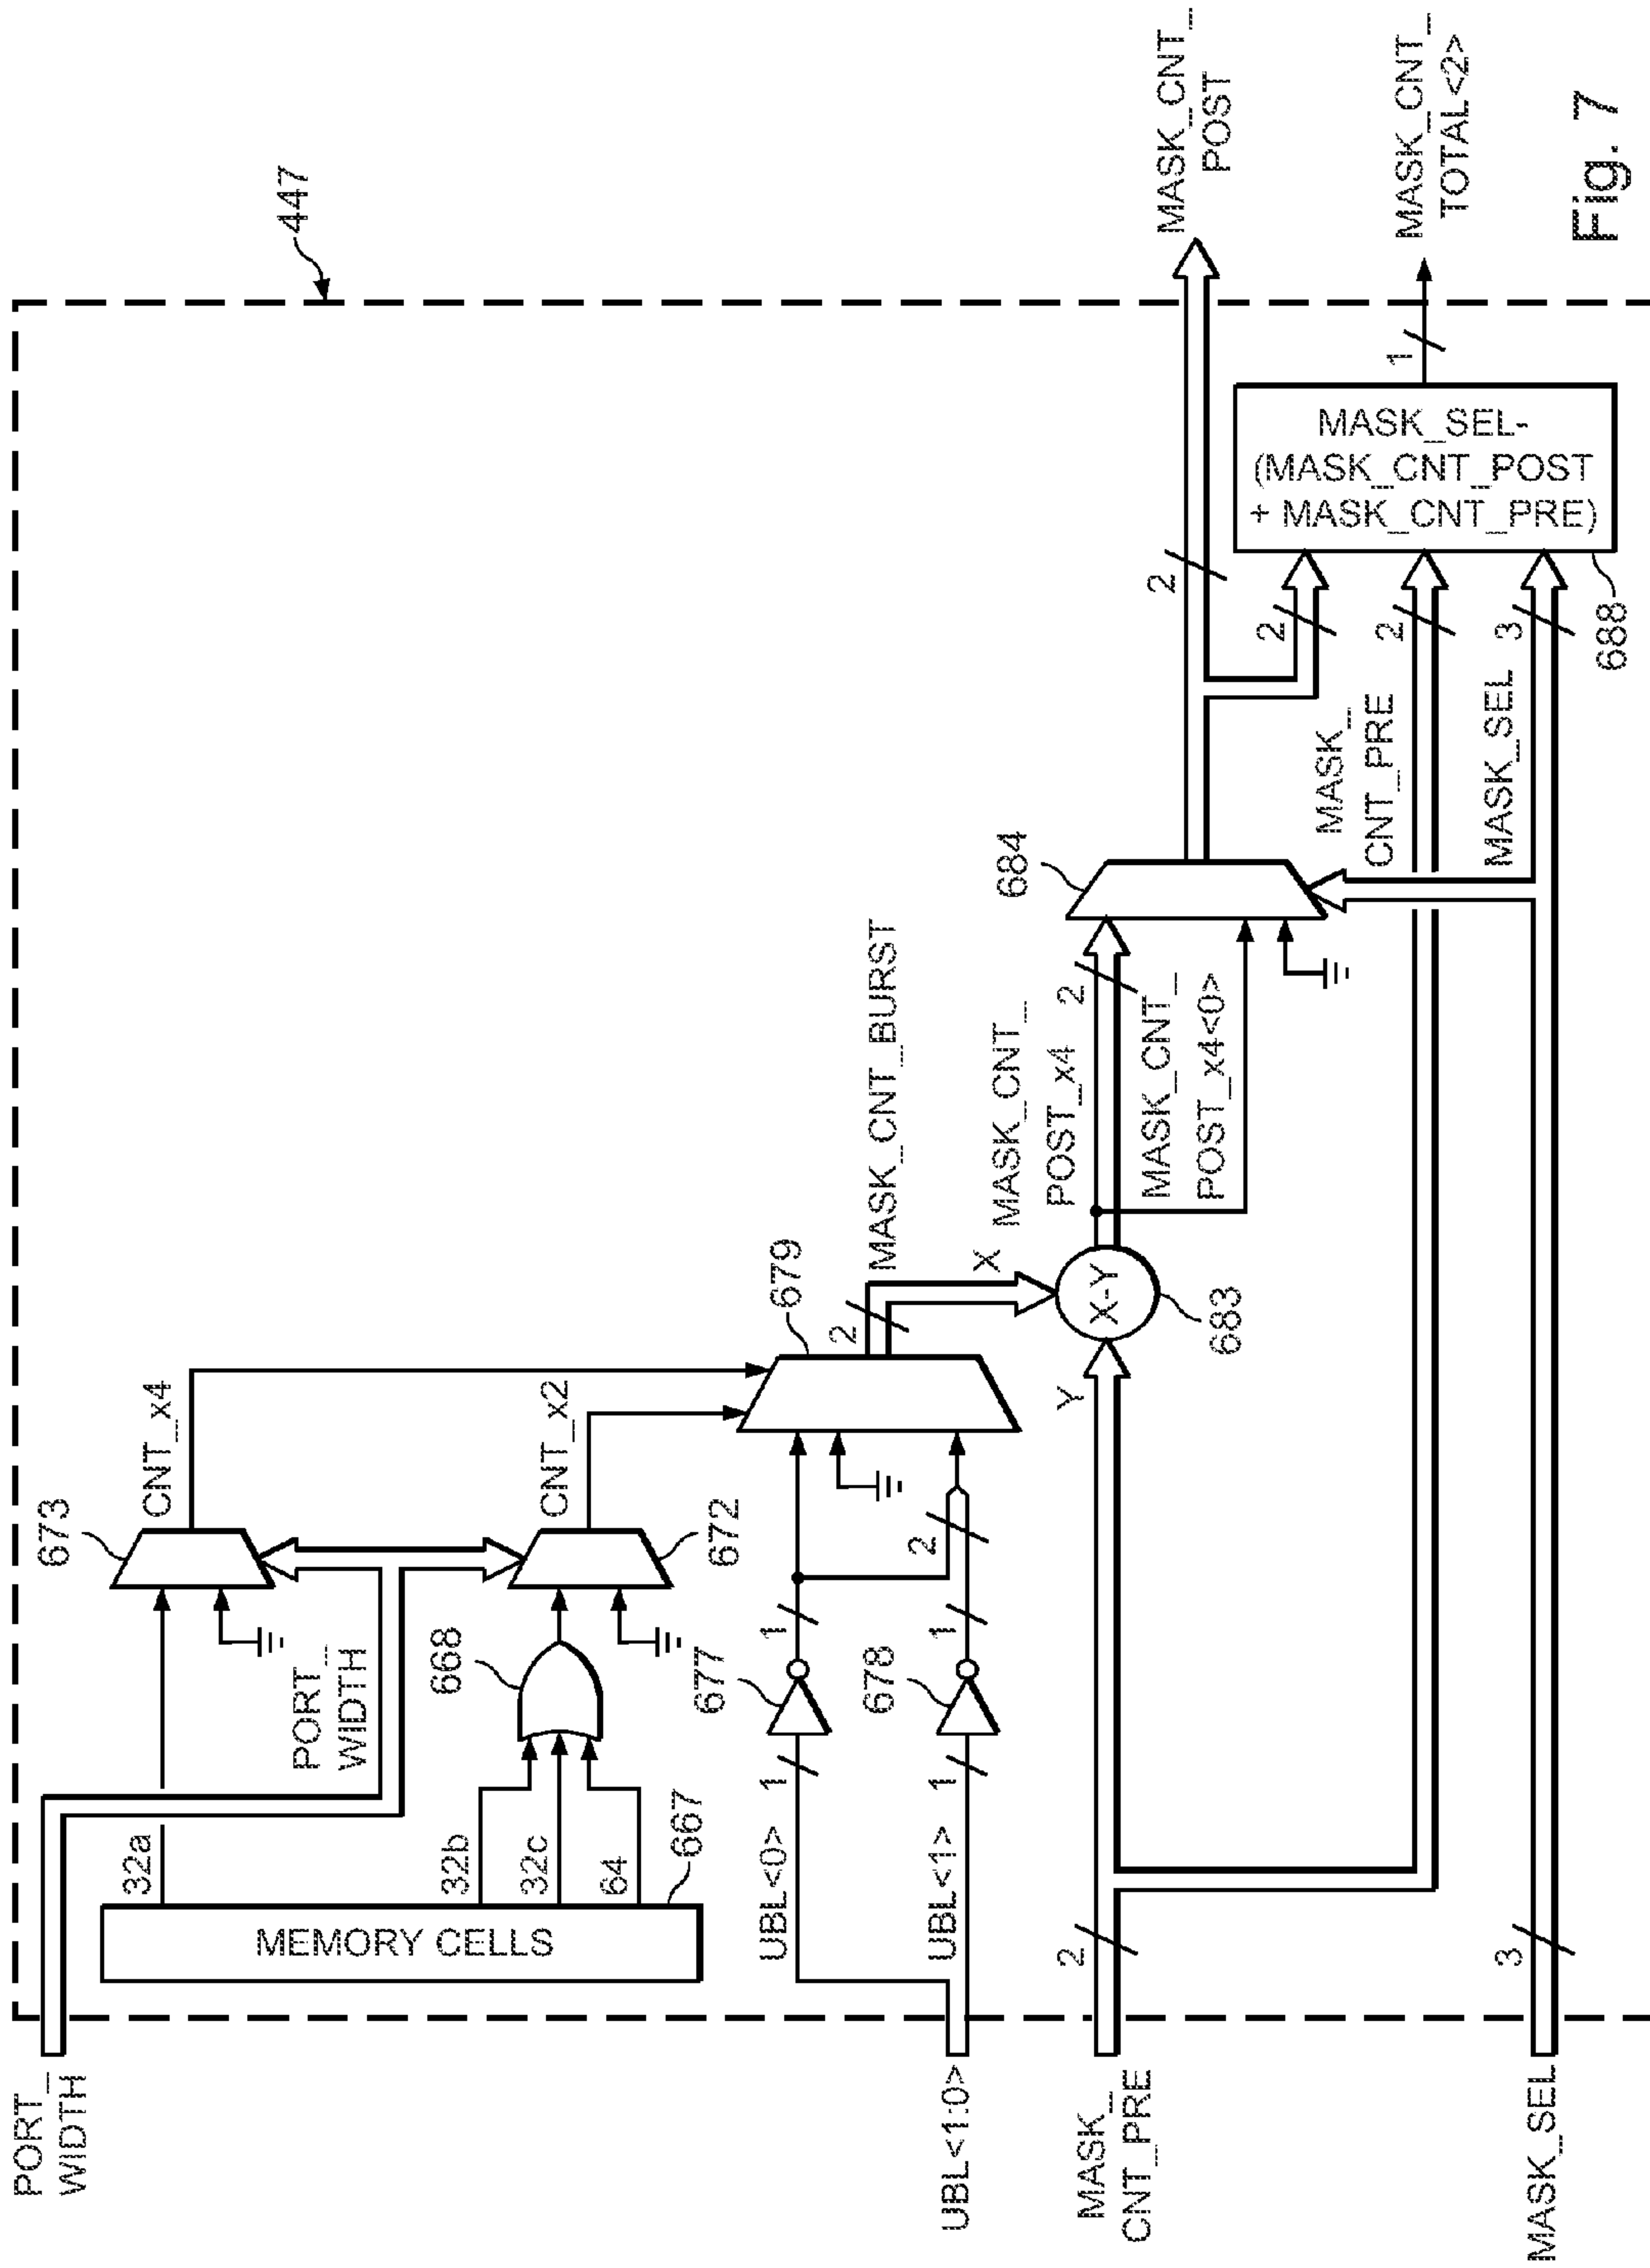 447
PORT_
WIDTH
673
CNT_x4
32a
PORT_
WIDTH
668
CNT_x2
672
32b
32c
64
667
MEMORY CELLS
679
UBL<0>
1
677
1
2
UBL<1>
1
678
1
UBL<1:0>
2
MASK_CNT_BURST
X
Y
X-Y
683
MASK_CNT_
POST_x4
2
MASK_CNT_
POST_x4<0>
684
2
MASK_CNT_
POST
MASK_
CNT_PRE
2
MASK_
CNT_PRE
2
2
3
MASK_SEL
MASK_SEL
3
MASK_SEL-
(MASK_CNT_POST
+ MASK_CNT_PRE)
688
1
MASK_CNT_
TOTAL<2>
Fig. 7